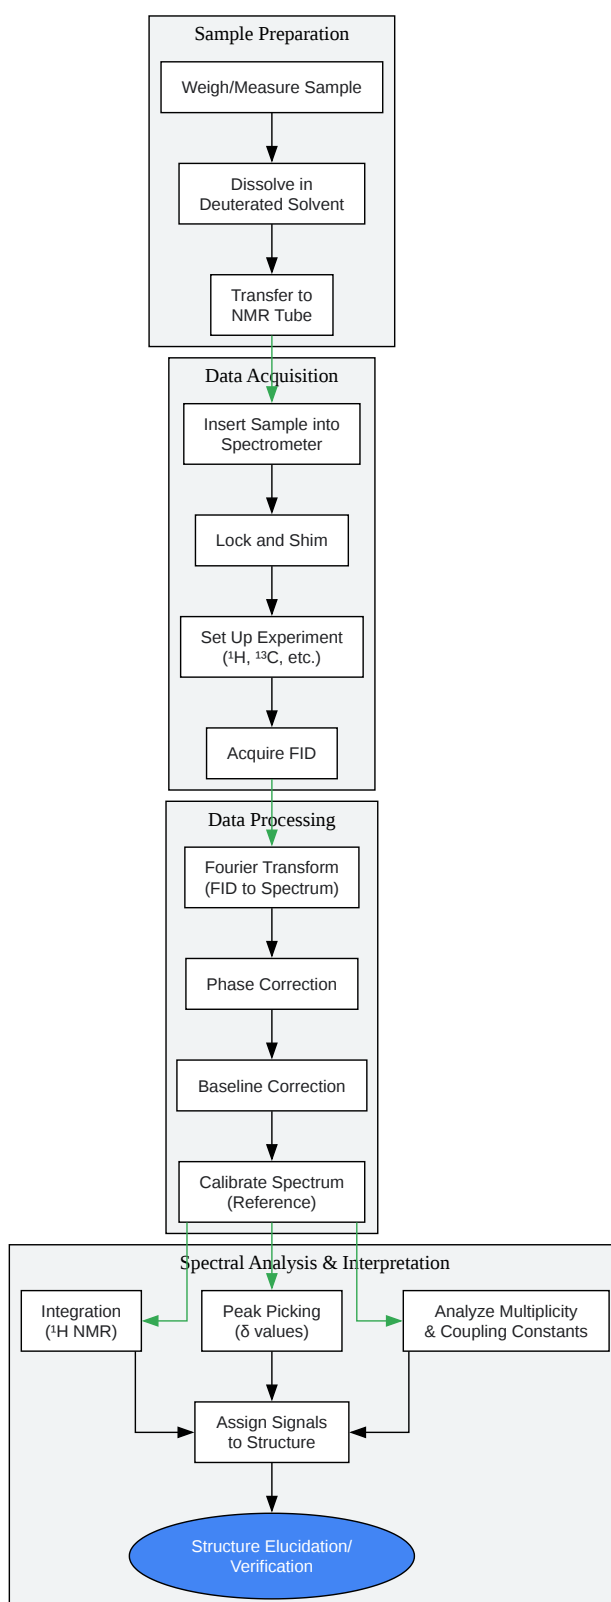 Sample Preparation
Weigh/Measure Sample
Dissolve in
Deuterated Solvent
Transfer to
NMR Tube
Data Acquisition
Insert Sample into
Spectrometer
Lock and Shim
Set Up Experiment
(¹H, ¹³C, etc.)
Acquire FID
Data Processing
Fourier Transform
(FID to Spectrum)
Phase Correction
Baseline Correction
Calibrate Spectrum
(Reference)
Spectral Analysis & Interpretation
Integration
(¹H NMR)
Peak Picking
(δ values)
Analyze Multiplicity
& Coupling Constants
Assign Signals
to Structure
Structure Elucidation/
Verification